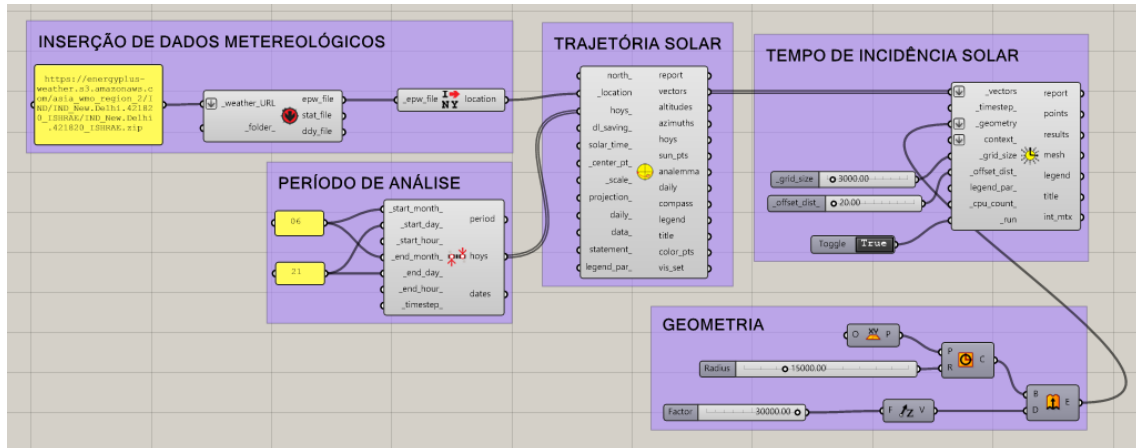 INSERÇÃO DE DADOS METEREOLÓGICOS
https://energyplus-
weather.s3.amazonaws.c
om/asia_wmo_region_2/I
ND/IND_New.Delhi.42182
0_ISHRAE/IND_New.Delhi
.421820_ISHRAE.zip
_weather_URL
_folder_
epw_file
stat_file
ddy_file
_epw_file
I
NY
location
PERÍODO DE ANÁLISE
06
21
_start_month_
_start_day_
_start_hour_
_end_month_
_end_day_
_end_hour_
_timestep_
period
hoys
dates
TRAJETÓRIA SOLAR
north_
_location
hoys_
dl_saving_
solar_time_
_center_pt_
_scale_
projection_
daily_
data_
statement_
legend_par_
report
vectors
altitudes
azimuths
hoys
sun_pts
analemma
daily
compass
legend
title
color_pts
vis_set
TEMPO DE INCIDÊNCIA SOLAR
_grid_size_
3000.00
_offset_dist_
20.00
Toggle
True
_vectors
_timestep_
_geometry
context_
_grid_size
_offset_dist_
legend_par_
_cpu_count_
_run
report
points
results
mesh
legend
title
int_mtx
GEOMETRIA
O XY P
Radius
15000.00
P
R
C
Factor
30000.00
F Z V
B
D
E